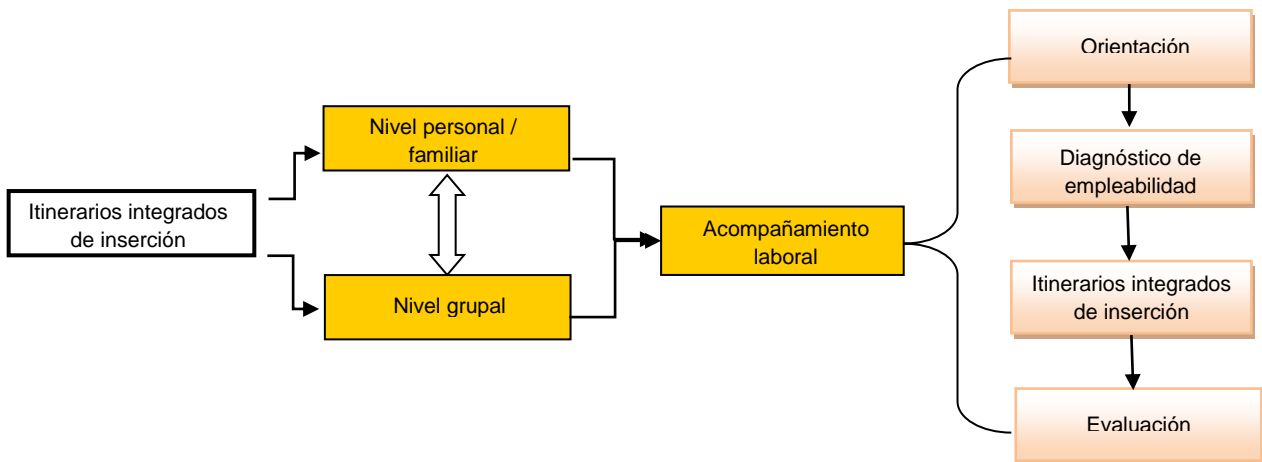 Itinerarios integrados
de inserción
Nivel personal /
familiar
Nivel grupal
Acompañamiento
laboral
Orientación
Diagnóstico de
empleabilidad
Itinerarios integrados
de inserción
Evaluación